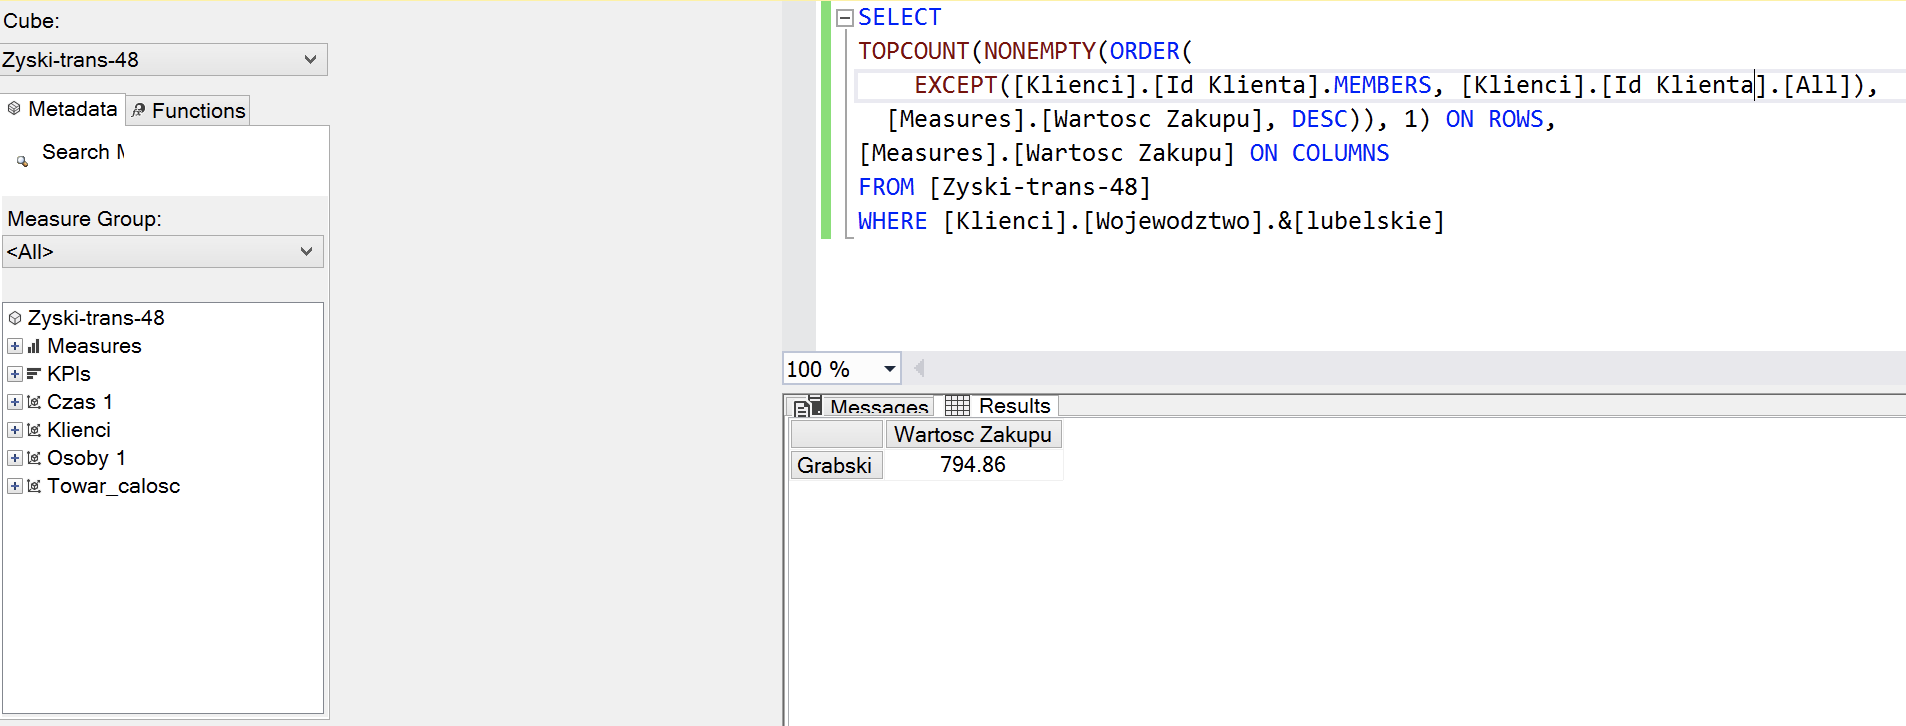 Cube:
Zyski-trans-48
Metadata
Functions
Search
Measure Group:
<All>
Zyski-trans-48
Measures
KPIs
Czas 1
Klienci
Osoby 1
Towar_calosc
SELECT
TOPCOUNT(NONEMPTY(ORDER(
EXCEPT([Klienci].[Id Klienta].MEMBERS, [Klienci].[Id Klienta].[All]),
[Measures].[Wartosc Zakupu], DESC)), 1) ON ROWS,
[Measures].[Wartosc Zakupu] ON COLUMNS
FROM [Zyski-trans-48]
WHERE [Klienci].[Wojewodztwo].&[lubelskie]
100 %
Messages
Results
Wartosc Zakupu
Grabski 794.86